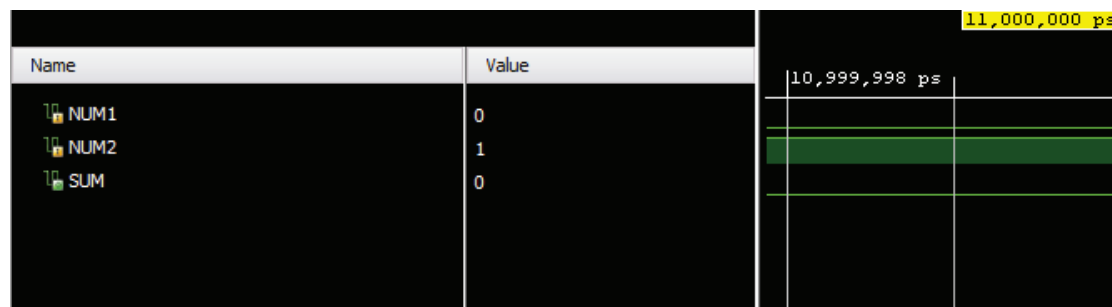 11,000,000 ps
Name Value
10,999,998 ps
NUM1 0
NUM2 1
SUM 0